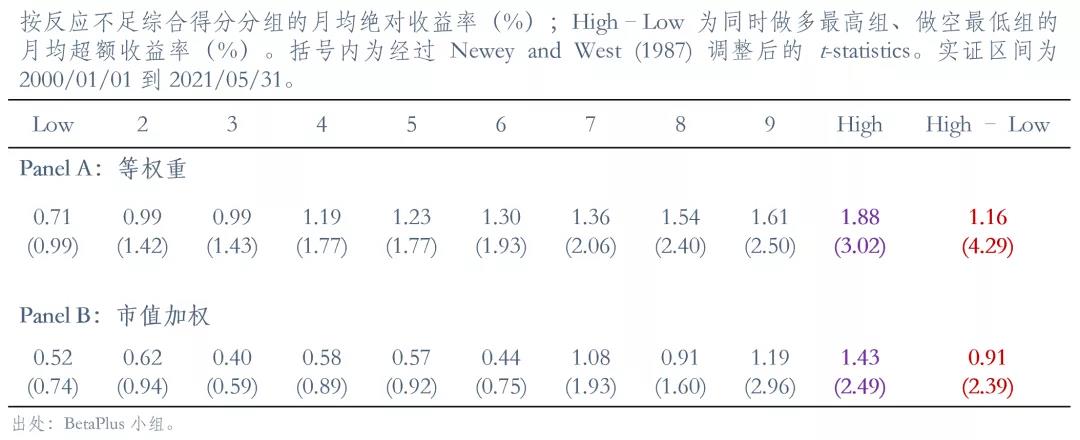 按反应不足综合得分分组的月均绝对收益率（%）；High – Low 为同时做多最高组、做空最低组的
月均超额收益率（%）。括号内为经过 Newey and West (1987) 调整后的 t-statistics。实证区间为
2000/01/01 到 2021/05/31。
Low 2 3 4 5 6 7 8 9 High High – Low
Panel A：等权重
0.71 0.99 0.99 1.19 1.23 1.30 1.36 1.54 1.61 1.88 1.16
(0.99) (1.42) (1.43) (1.77) (1.77) (1.93) (2.06) (2.40) (2.50) (3.02) (4.29)
Panel B：市值加权
0.52 0.62 0.40 0.58 0.57 0.44 1.08 0.91 1.19 1.43 0.91
(0.74) (0.94) (0.59) (0.89) (0.92) (0.75) (1.93) (1.60) (2.96) (2.49) (2.39)
出处：BetaPlus 小组。